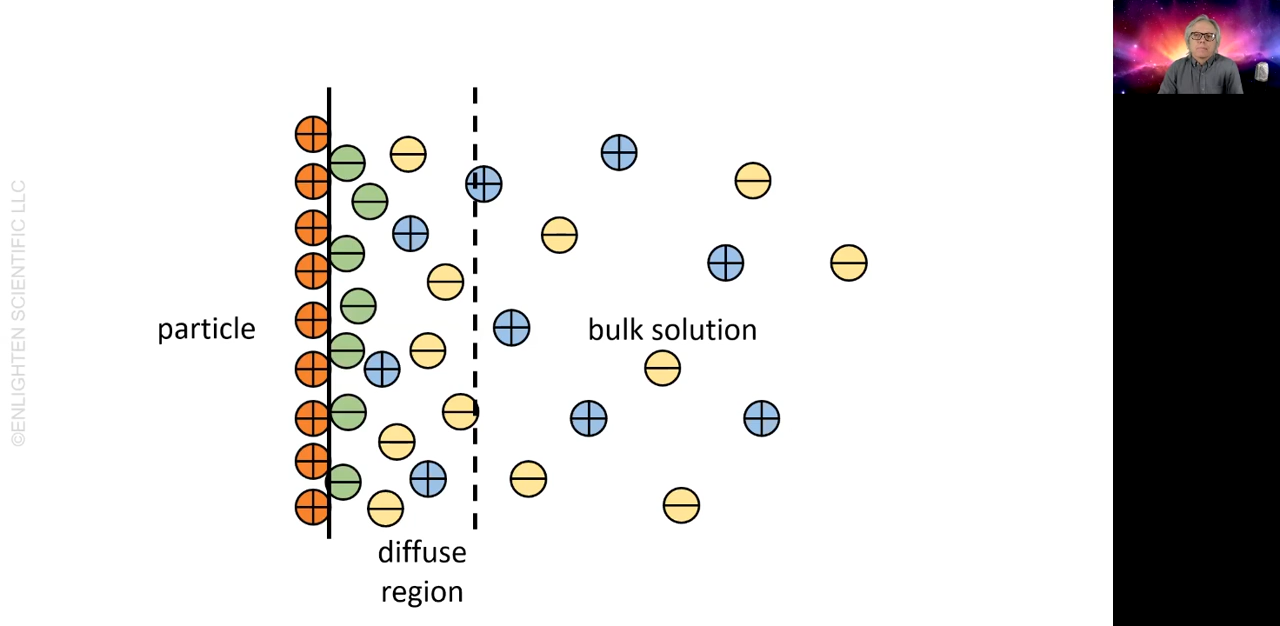 ©ENLIGHTEN SCIENTIFIC LLC
particle
bulk solution
diffuse
region